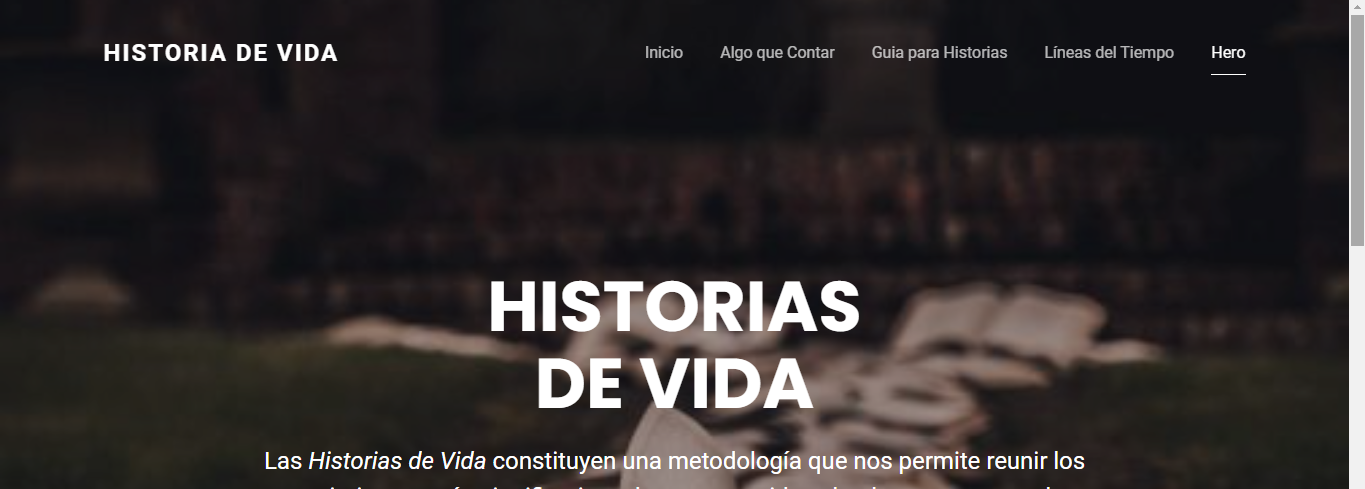 HISTORIA DE VIDA
Inicio Algo que Contar Guia para Historias Líneas del Tiempo Hero
HISTORIAS
DE VIDA
Las Historias de Vida constituyen una metodología que nos permite reunir los